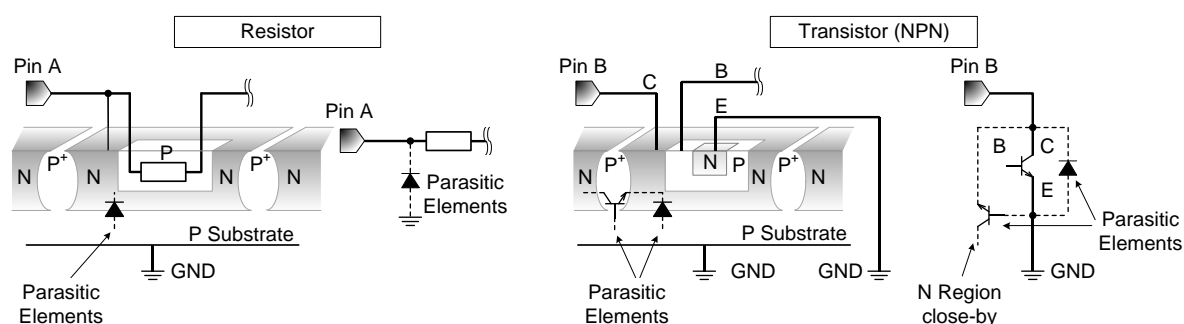 Resistor
Pin A
P
N
P+
N
N
P+
N
Parasitic
Elements
P Substrate
GND
Pin A
Parasitic
Elements
Transistor (NPN)
Pin B
C
B
E
N
P+
N
N
P
N
P+
N
P Substrate
Parasitic
Elements
GND
GND
Pin B
B
C
E
Parasitic
Elements
GND
N Region
close-by